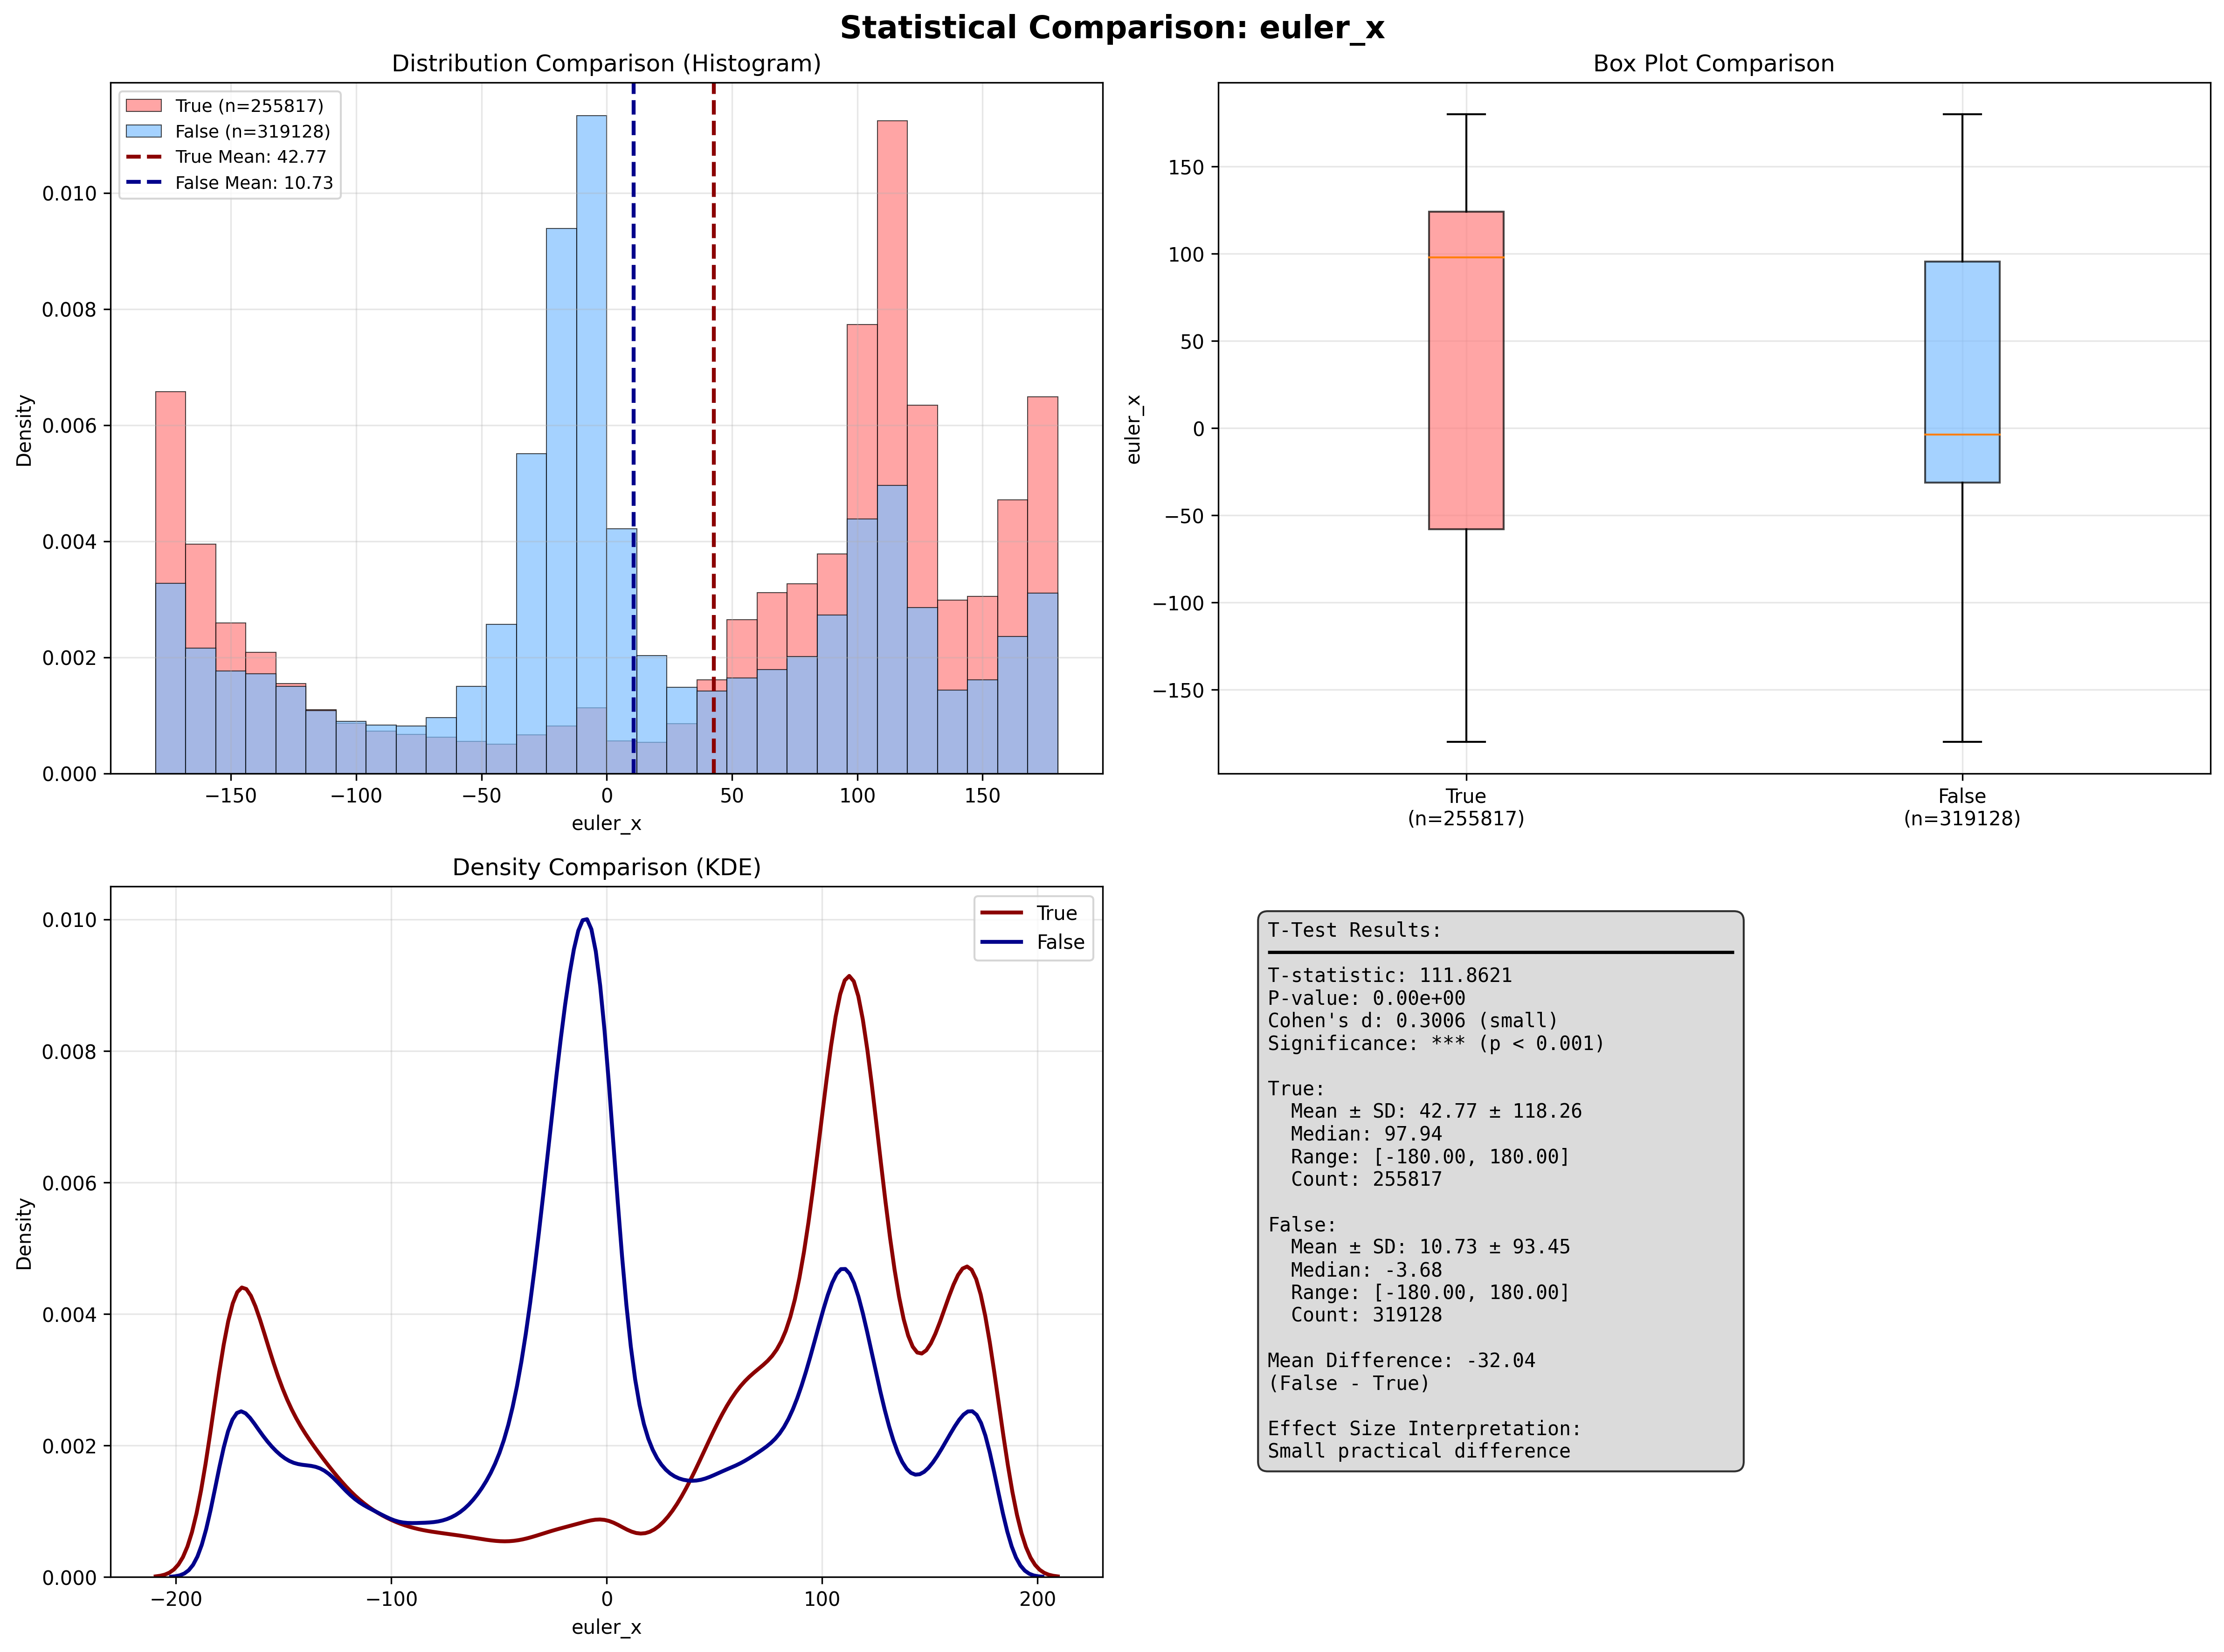 Statistical Comparison: euler_x
Distribution Comparison (Histogram)
True (n=255817)
False (n=319128)
True Mean: 42.77
False Mean: 10.73
Density
0.010
0.008
0.006
0.004
0.002
0.000
−150
−100
−50
0
50
100
150
euler_x
Box Plot Comparison
euler_x
150
100
50
0
−50
−100
−150
True
(n=255817)
False
(n=319128)
Density Comparison (KDE)
True
False
Density
0.010
0.008
0.006
0.004
0.002
0.000
−200
−100
0
100
200
euler_x
T-Test Results:
T-statistic: 111.8621
P-value: 0.00e+00
Cohen's d: 0.3006 (small)
Significance: *** (p < 0.001)
True:
Mean ± SD: 42.77 ± 118.26
Median: 97.94
Range: [-180.00, 180.00]
Count: 255817
False:
Mean ± SD: 10.73 ± 93.45
Median: -3.68
Range: [-180.00, 180.00]
Count: 319128
Mean Difference: -32.04
(False - True)
Effect Size Interpretation:
Small practical difference